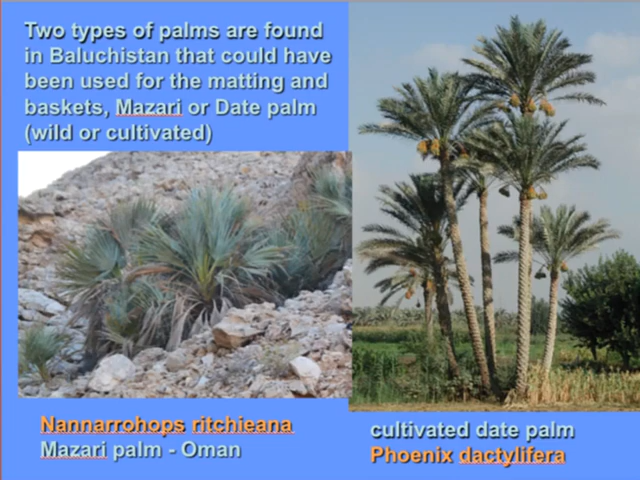 Two types of palms are found
in Baluchistan that could have
been used for the matting and
baskets, Mazari or Date palm
(wild or cultivated)
Nannarrohops ritchieana
Mazari palm - Oman
cultivated date palm
Phoenix dactylifera